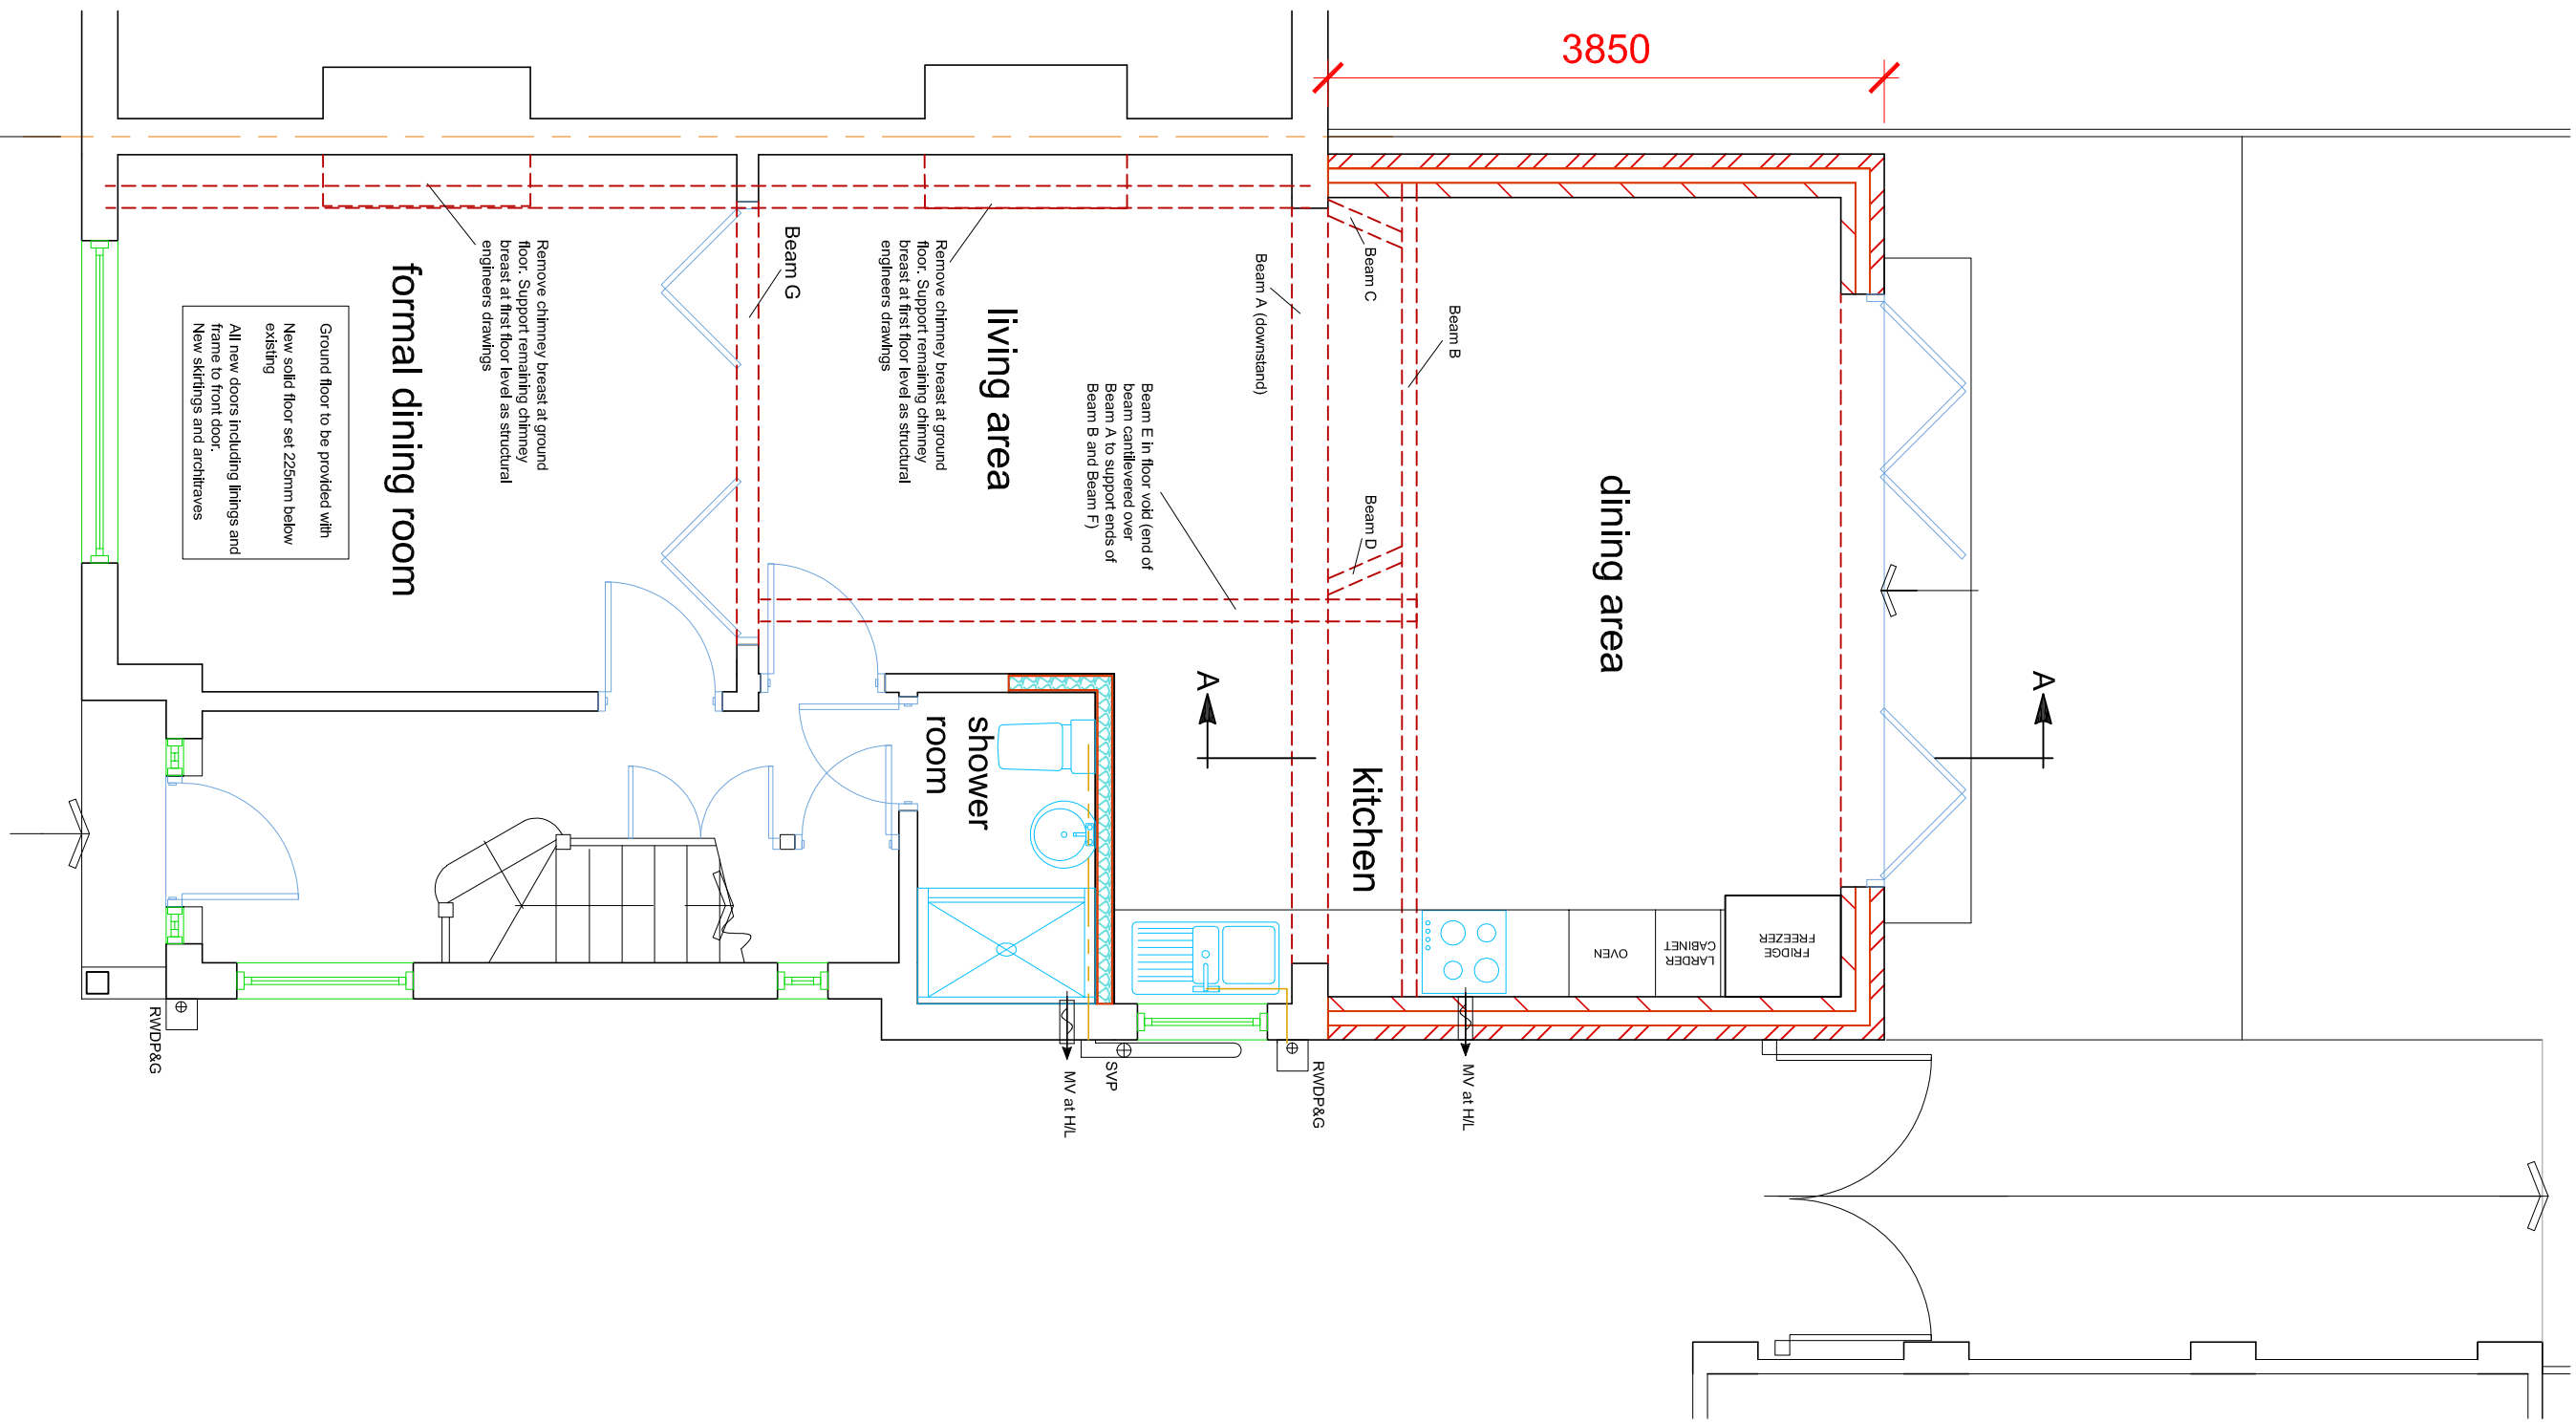 3850
dining area
Beam B
Beam C
Beam D
kitchen
Beam A (downstand)
Beam E in floor void (end of
beam cantilevered over
Beam A to support ends of
Beam B and Beam F)
living area
Remove chimney breast at ground
floor. Support remaining chimney
breast at first floor level as structural
engineers drawings
Beam G
Remove chimney breast at ground
floor. Support remaining chimney
breast at first floor level as structural
engineers drawings
formal dining room
Ground floor to be provided with
New solid floor set 225mm below
existing
All new doors including linings and
frame to front door.
New skirtings and architraves
A
A
shower
room
FRIDGE
FREEZER
LARDER
CABINET
OVEN
MV at H/L
RWDP&G
SVP
MV at H/L
RWDP&G